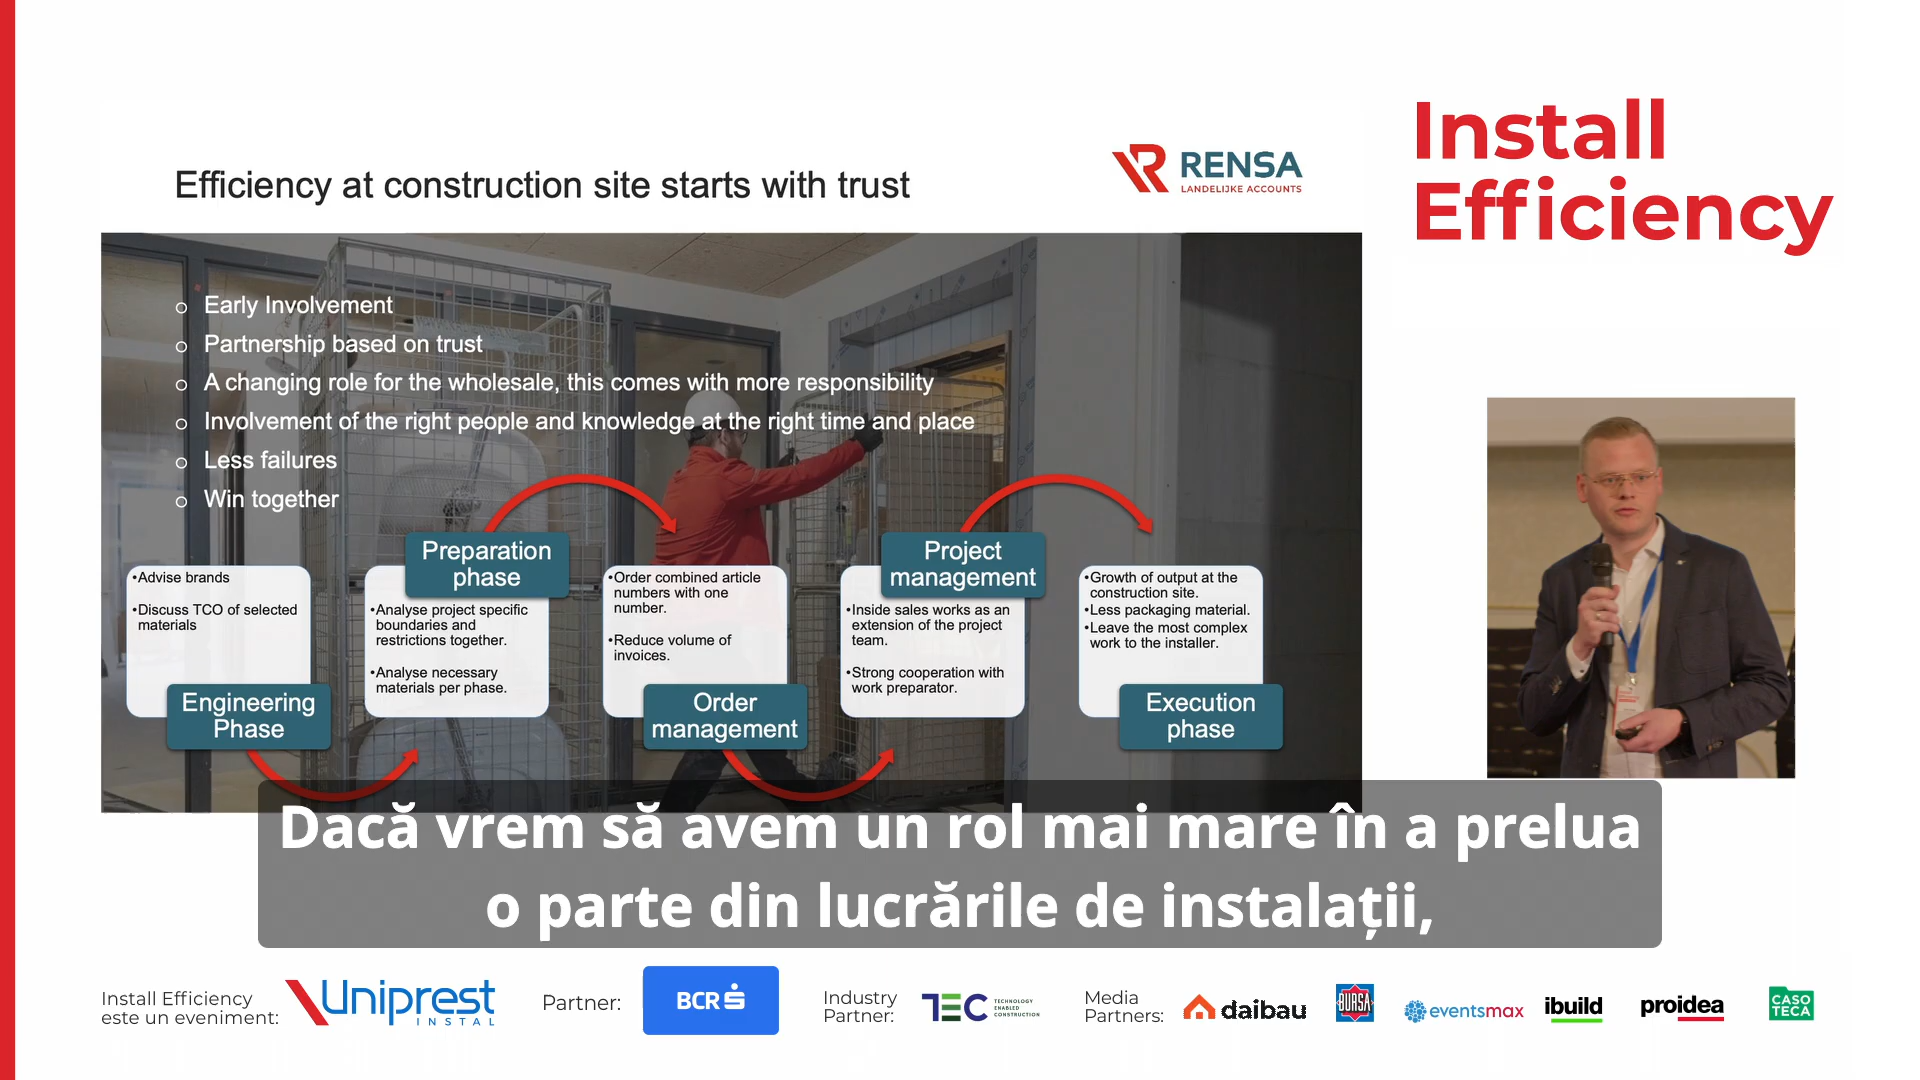 Install
Efficiency
RENSA
LANDELIJKE ACCOUNTS
Efficiency at construction site starts with trust
o Early Involvement
o Partnership based on trust
o A changing role for the wholesale, this comes with more responsibility
o Involvement of the right people and knowledge at the right time and place
o Less failures
o Win together
•Advise brands
•Discuss TCO of selected
materials
Engineering
Phase
Preparation
phase
•Analyse project specific
boundaries and
restrictions together.
•Analyse necessary
materials per phase.
•Order combined article
numbers with one
number.
•Reduce volume of
invoices.
Order
management
Project
management
•Inside sales works as an
extension of the project
team.
•Strong cooperation with
work preparator.
•Growth of output at the
construction site.
•Less packaging material.
•Leave the most complex
work to the installer.
Execution
phase
Dacă vrem să avem un rol mai mare în a prelua
o parte din lucrările de instalații,
Install Efficiency
este un eveniment:
Uniprest
INSTAL
Partner:
BCR
Industry
Partner:
TEC
TECHNOLOGY
ENABLED
CONSTRUCTION
Media
Partners:
daibau
BURSA
eventsmax
ibuild
proidea
CASO
TECA